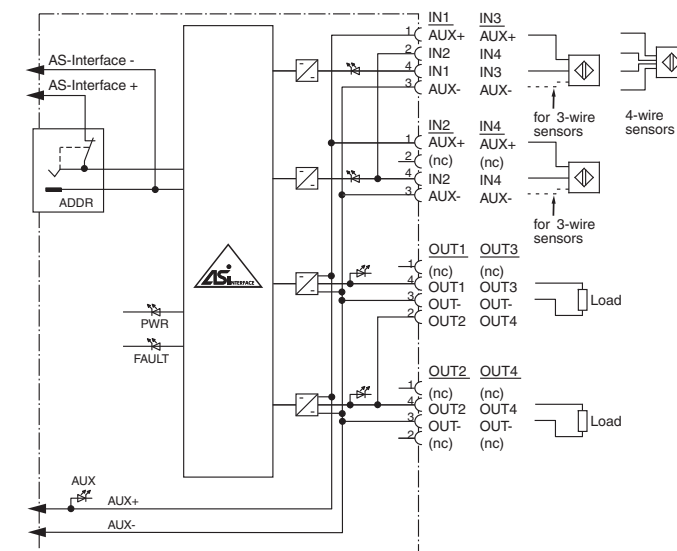 IN1 IN3
1 AUX+ AUX+
2 IN2 IN4
4 IN1 IN3
3 AUX- AUX-
for 3-wire
sensors
4-wire
sensors
AS-Interface -
AS-Interface +
ADDR
IN2 IN4
1 AUX+ AUX+
2 (nc) (nc)
4 IN2 IN4
3 AUX- AUX-
for 3-wire
sensors
ASi
INTERFACE
OUT1 OUT3
1 (nc) (nc)
4 OUT1 OUT3
3 OUT- OUT-
2 OUT2 OUT4
Load
PWR
FAULT
OUT2 OUT4
1 (nc) (nc)
4 OUT2 OUT4
3 OUT- OUT-
2 (nc) (nc)
Load
AUX
AUX+
AUX-